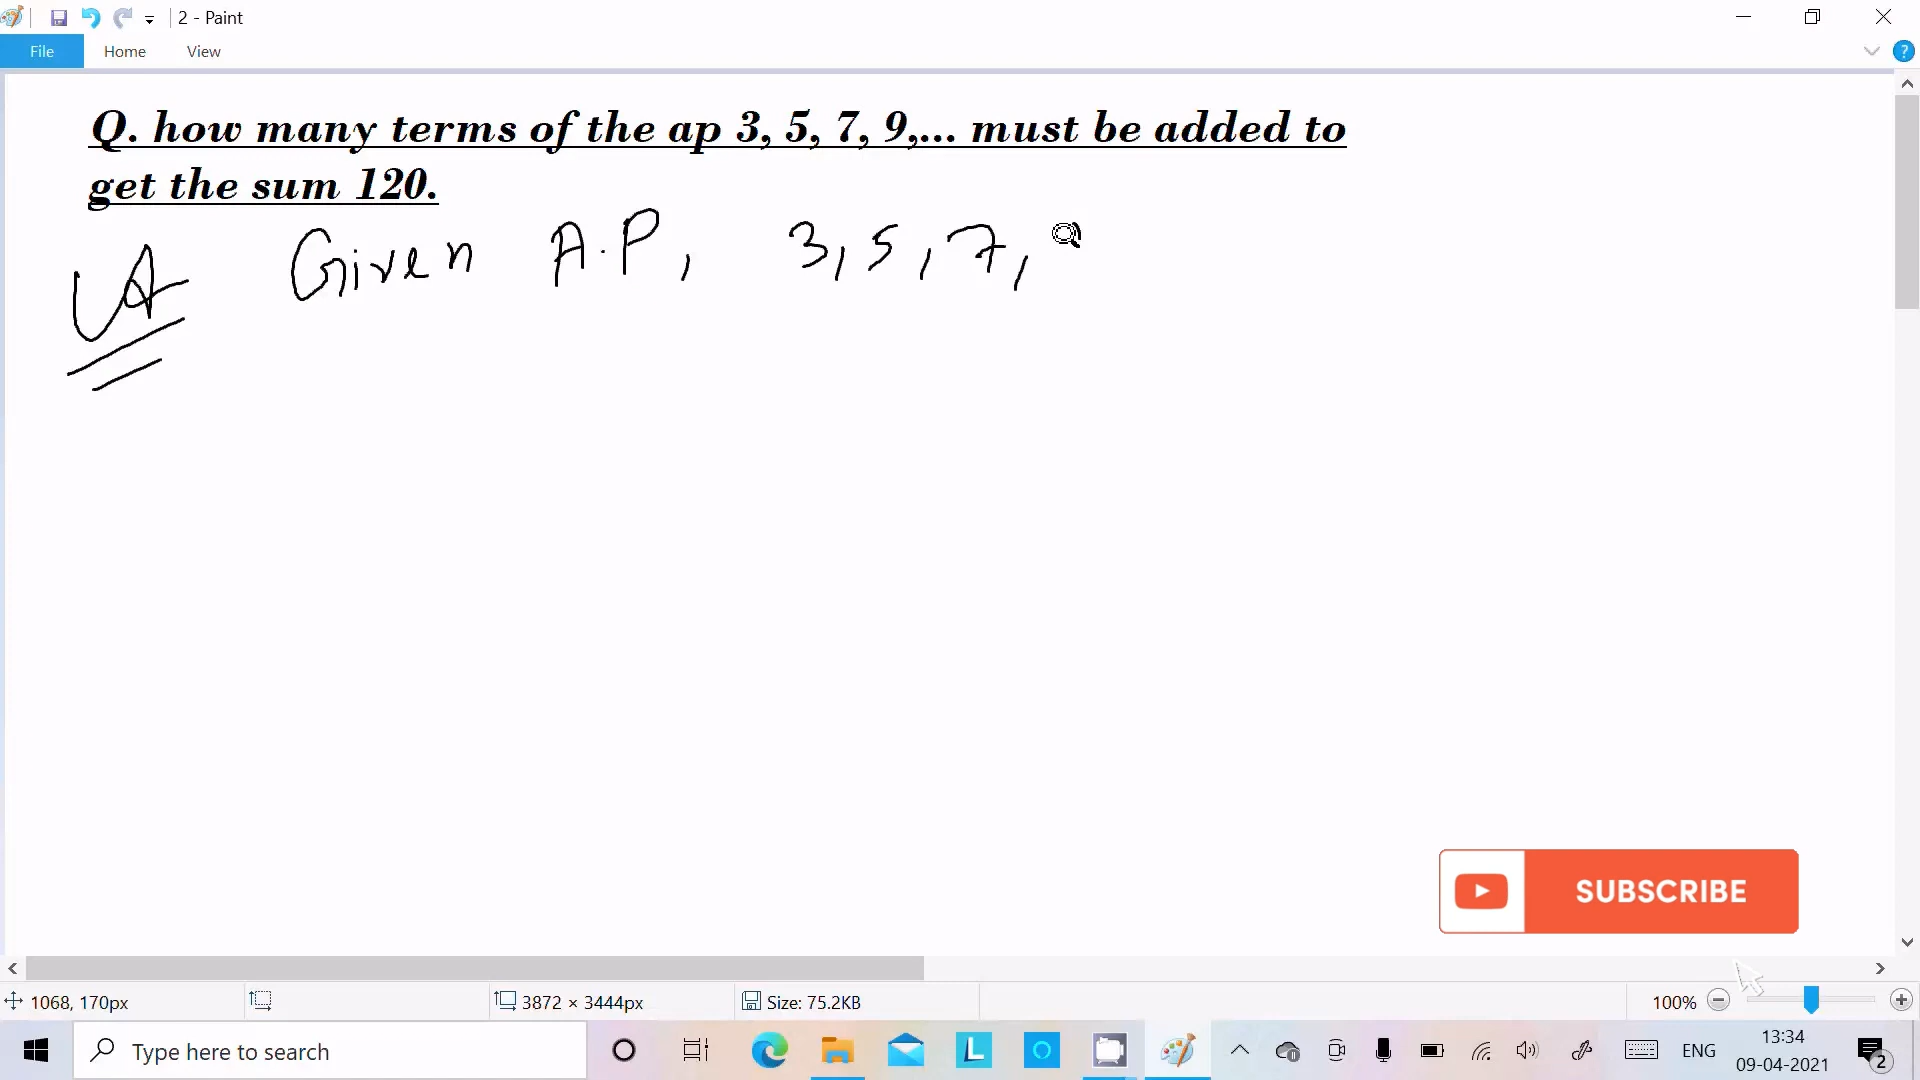 2 - Paint
File Home View
Q. how many terms of the ap 3, 5, 7, 9,... must be added to
get the sum 120.
Given A.P, 3, 5, 7,
SUBSCRIBE
1068, 170px 3872 × 3444px Size: 75.2KB 100%
Type here to search
L
ENG
13:34
09-04-2021
2